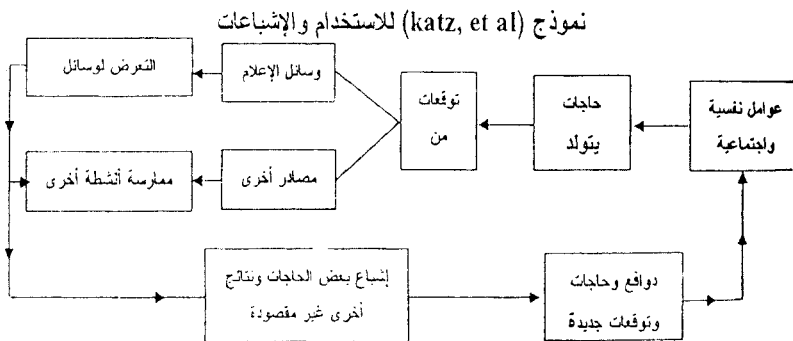 نموذج (katz, et al) للاستخدام والإشباعات
عوامل نفسية
واجتماعية
حاجات
يتولد
توقعات
من
وسائل الإعلام
التعرض لوسائل
مصادر أخرى
ممارسة أنشطة أخرى
إشباع بعض الحاجات ونتائج
أخرى غير مقصودة
دوافع وحاجات
وتوقعات جديدة